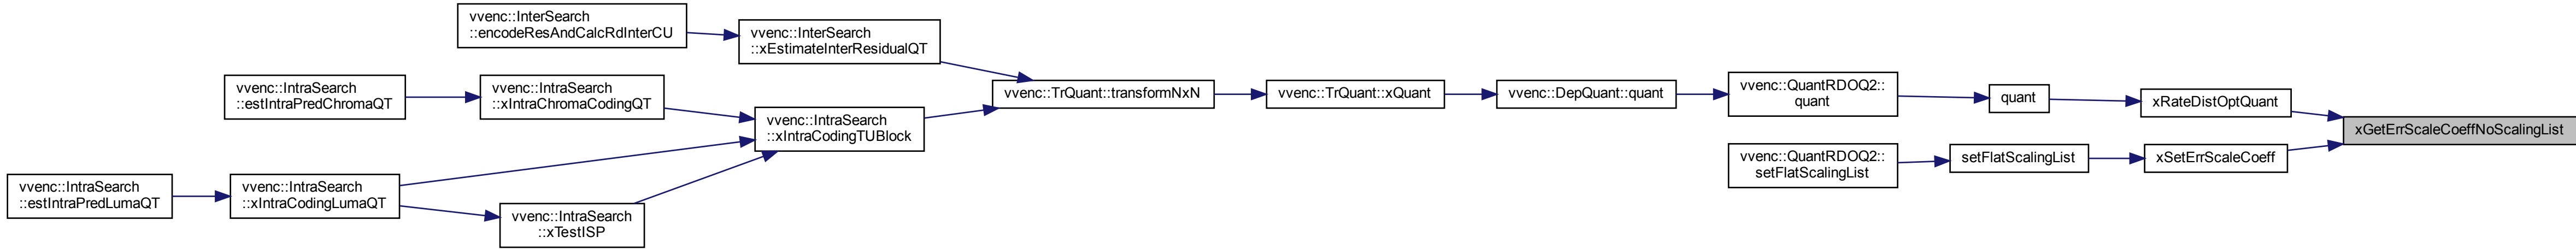 vvenc::InterSearch
::encodeResAndCalcRdInterCU
vvenc::InterSearch
::xEstimateInterResidualQT
vvenc::IntraSearch
::estIntraPredChromaQT
vvenc::IntraSearch
::xIntraChromaCodingQT
vvenc::TrQuant::transformNxN
vvenc::TrQuant::xQuant
vvenc::DepQuant::quant
vvenc::QuantRDOQ2::
quant
quant
xRateDistOptQuant
xGetErrScaleCoeffNoScalingList
vvenc::IntraSearch
::xIntraCodingTUBlock
vvenc::QuantRDOQ2::
setFlatScalingList
setFlatScalingList
xSetErrScaleCoeff
vvenc::IntraSearch
::estIntraPredLumaQT
vvenc::IntraSearch
::xIntraCodingLumaQT
vvenc::IntraSearch
::xTestISP